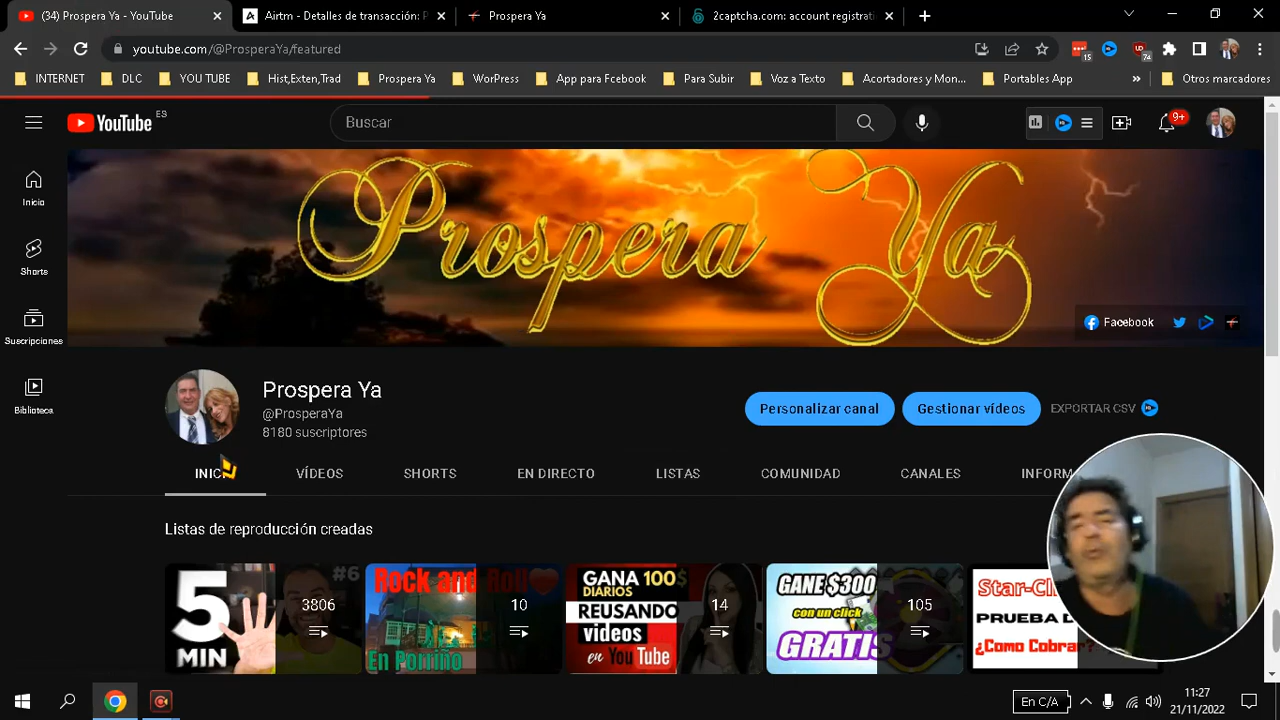 (34) Prospera Ya - YouTube
Airtm - Detalles de transacción: P
Prospera Ya
2captcha.com: account registrati
youtube.com/@ProsperaYa/featured
15
74
INTERNET
DLC
YOU TUBE
Hist,Exten,Trad
Prospera Ya
WorPress
App para Fcebook
Para Subir
Voz a Texto
Acortadores y Mon...
Portables App
»
Otros marcadores
YouTube ES
Buscar
9+
Inicio
Shorts
Suscripciones
Biblioteca
Prospera Ya
Facebook
Prospera Ya
@ProsperaYa
8180 suscriptores
Personalizar canal
Gestionar vídeos
EXPORTAR CSV
VÍDEOS
SHORTS
EN DIRECTO
LISTAS
COMUNIDAD
CANALES
INFORM
Listas de reproducción creadas
5
MIN
#6
3806
Rock and Roll
En Porriño
10
GANA 100$
DIARIOS
REUSANDO
videos
en YouTube
14
GANE $300
con un click
GRATIS
105
Star-Cli
PRUEBA D
¿Como Cobrar?
En C/A
11:27
21/11/2022